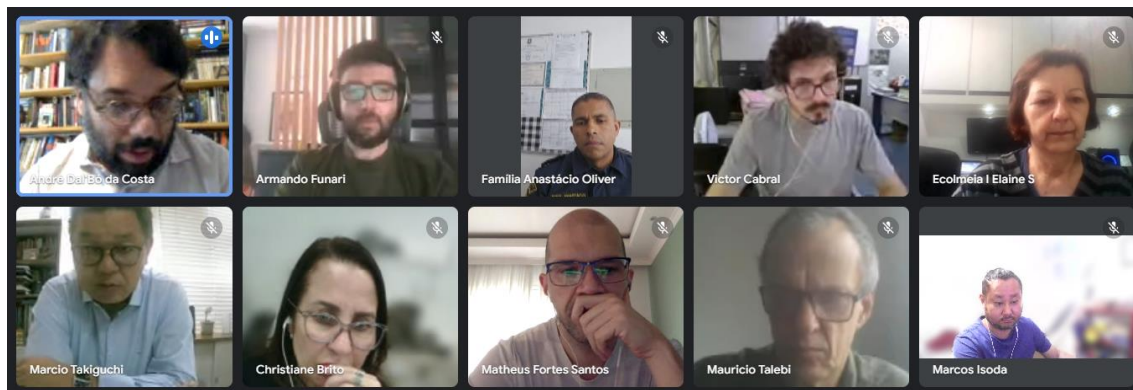 André Dal Bó da Costa
Armando Funari
Família Anastácio Oliver
Victor Cabral
Ecolmeia I Elaine S
Marcio Takiguchi
Christiane Brito
Matheus Fortes Santos
Mauricio Talebi
Marcos Isoda